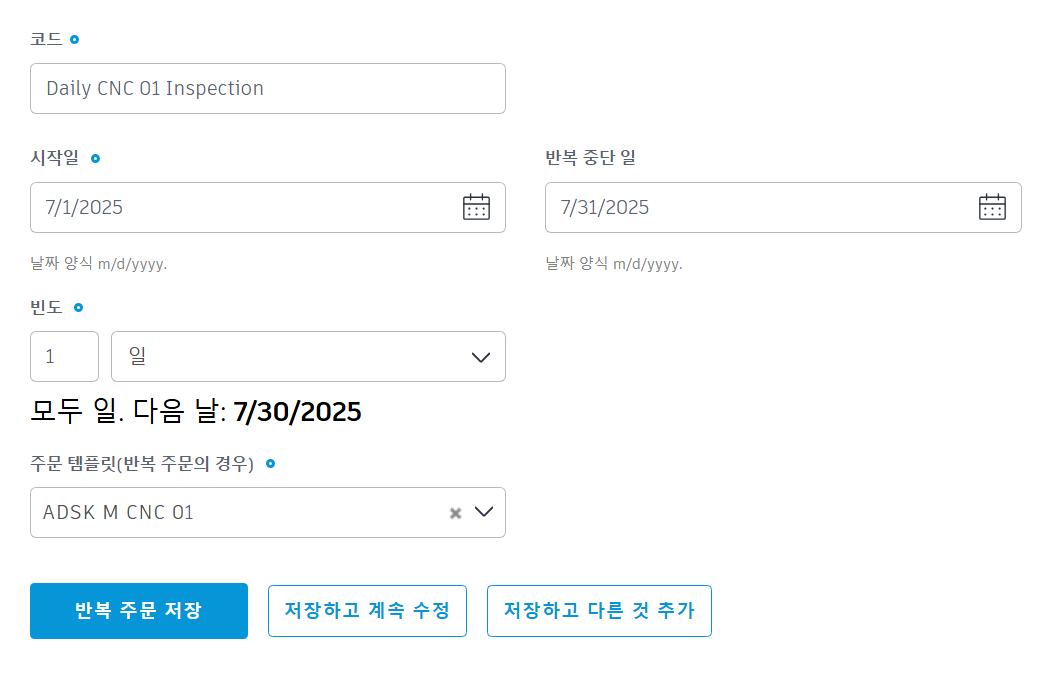 코드
Daily CNC 01 Inspection
시작일 반복 중단 일
7/1/2025 7/31/2025
날짜 양식 m/d/yyyy. 날짜 양식 m/d/yyyy.
빈도
1 일
모두 일. 다음 날: 7/30/2025
주문 템플릿(반복 주문의 경우)
ADSK M CNC 01
반복 주문 저장 저장하고 계속 수정 저장하고 다른 것 추가